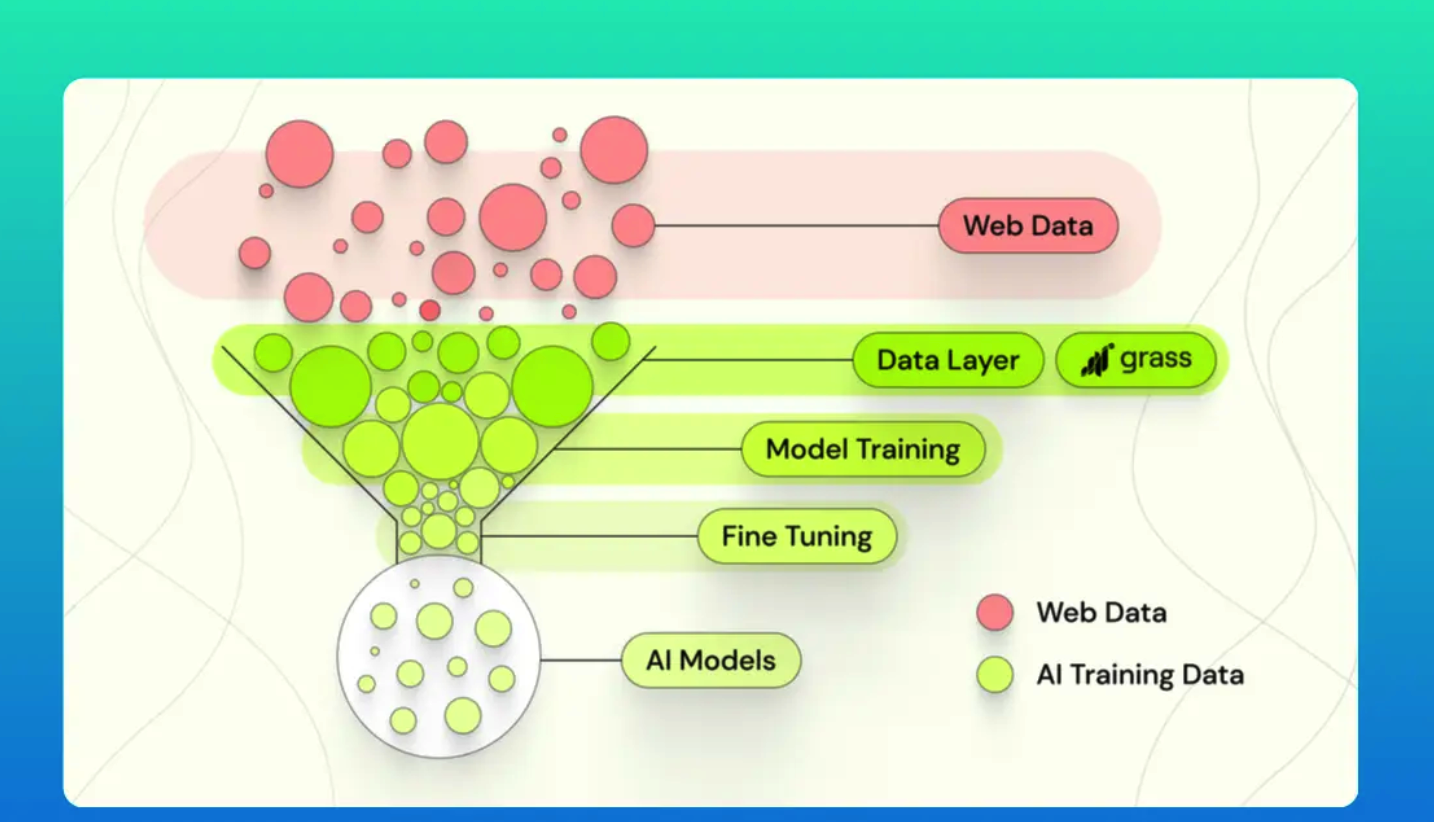 Web Data
Data Layer
grass
Model Training
Fine Tuning
AI Models
Web Data
AI Training Data